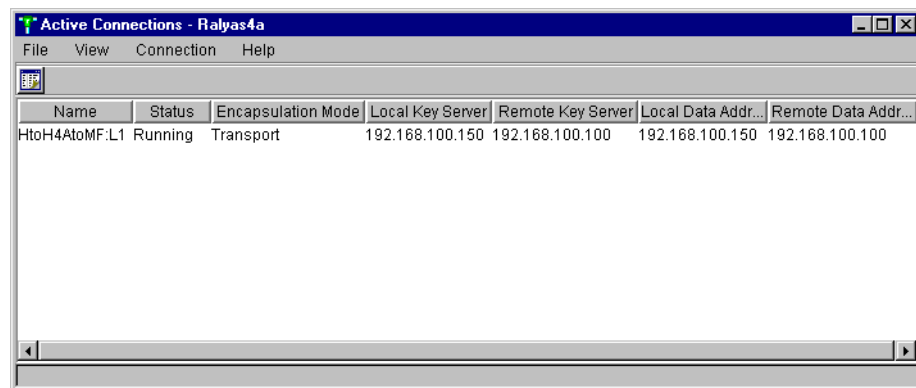 Active Connections - Ralyas4a
File View Connection Help
Name Status Encapsulation Mode Local Key Server Remote Key Server Local Data Addr... Remote Data Addr...
HtoH4AtoMF:L1 Running Transport 192.168.100.150 192.168.100.100 192.168.100.150 192.168.100.100